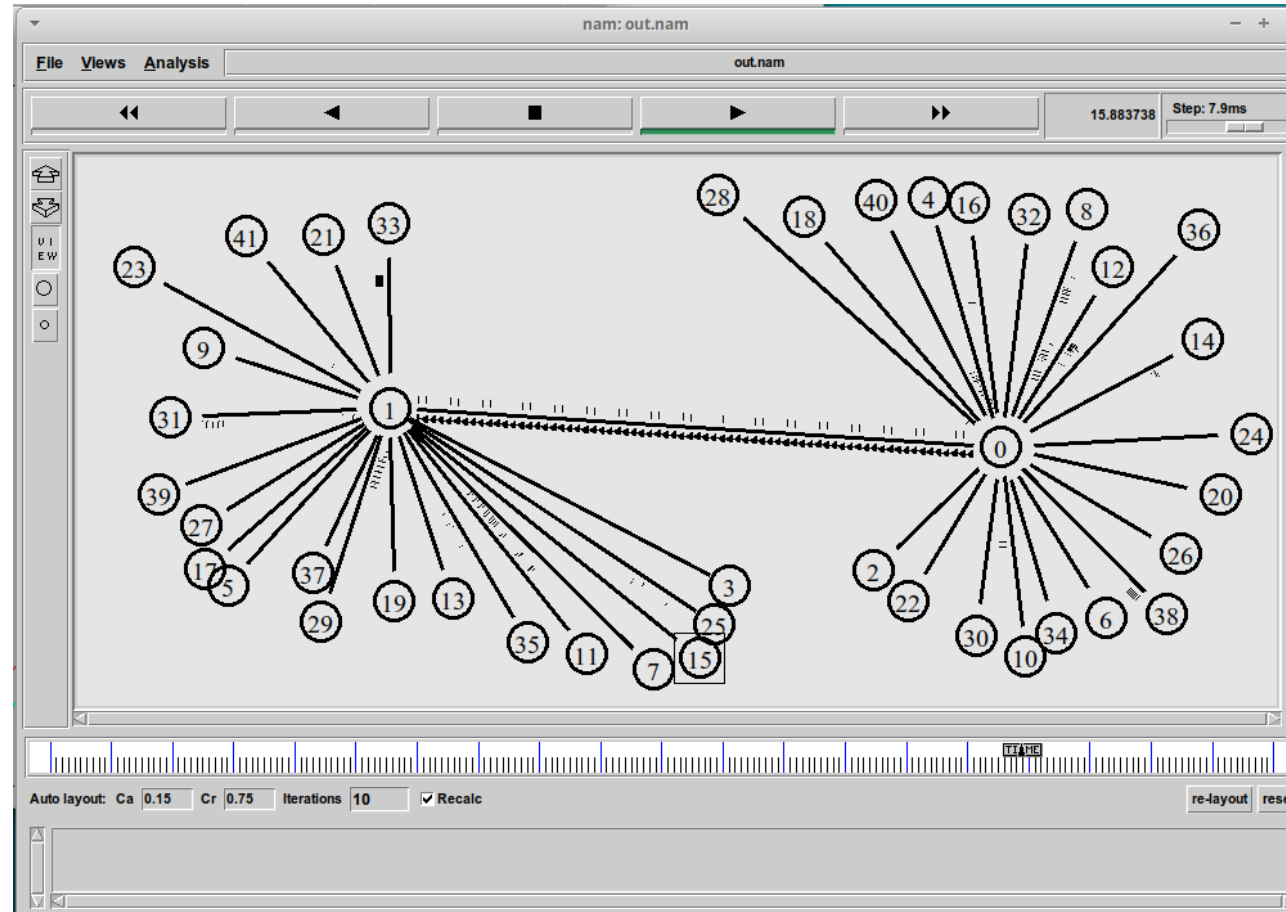 nam: out.nam
File Views Analysis out.nam
15.883738 Step: 7.9ms
V I
E W
28 18 40 4 16 32 8 36
41 21 33
23 12
9 14
31 1 0 24
39 20
27 26
17 5 37 29 19 13 3 2 22 38
35 11 7 15 25 30 10 34 6
TIME
Auto layout: Ca 0.15 Cr 0.75 Iterations 10 Recalc re-layout rese